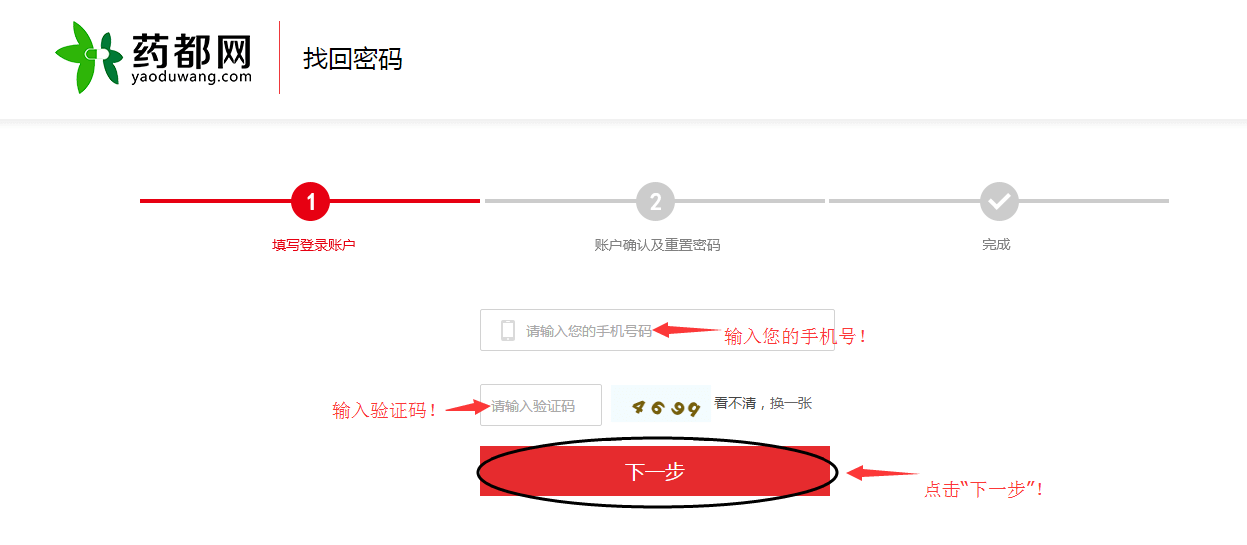 药都网
yaoduwang.com
找回密码
1
2
填写登录账户
账户确认及重置密码
完成
请输入您的手机号码
输入您的手机号！
输入验证码！
请输入验证码
4699
看不清，换一张
下一步
点击“下一步”！